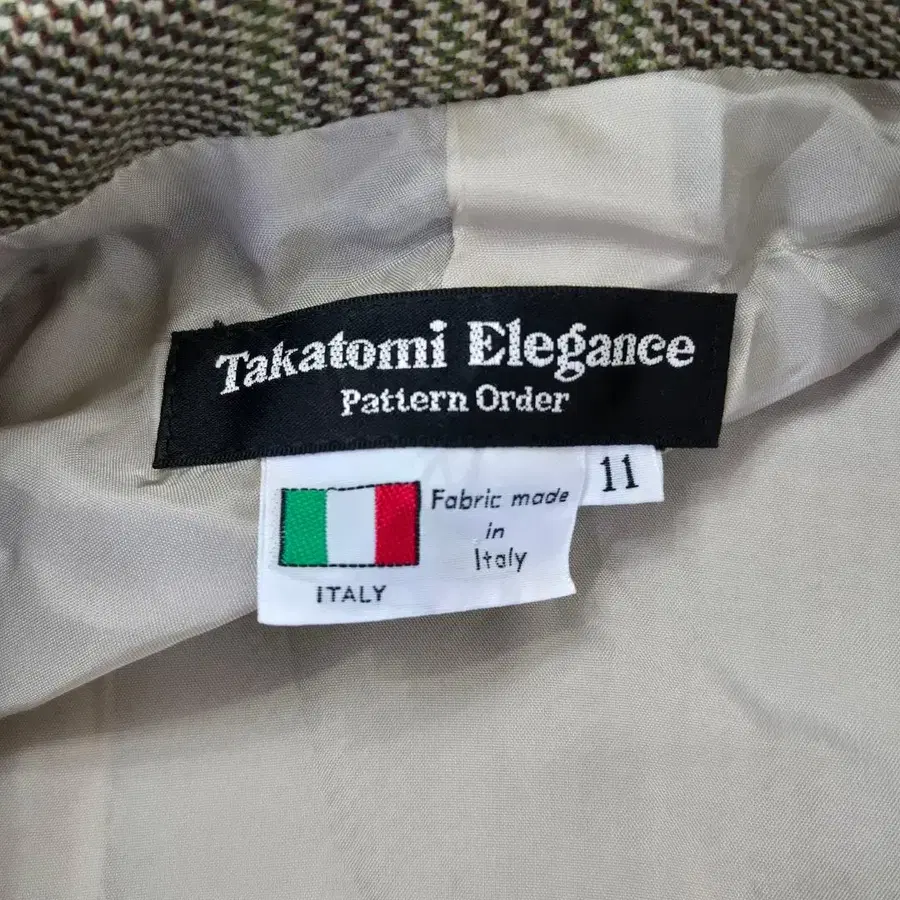 Takatomi Elegance
Pattern Order
11
Fabric made
in
Italy
ITALY